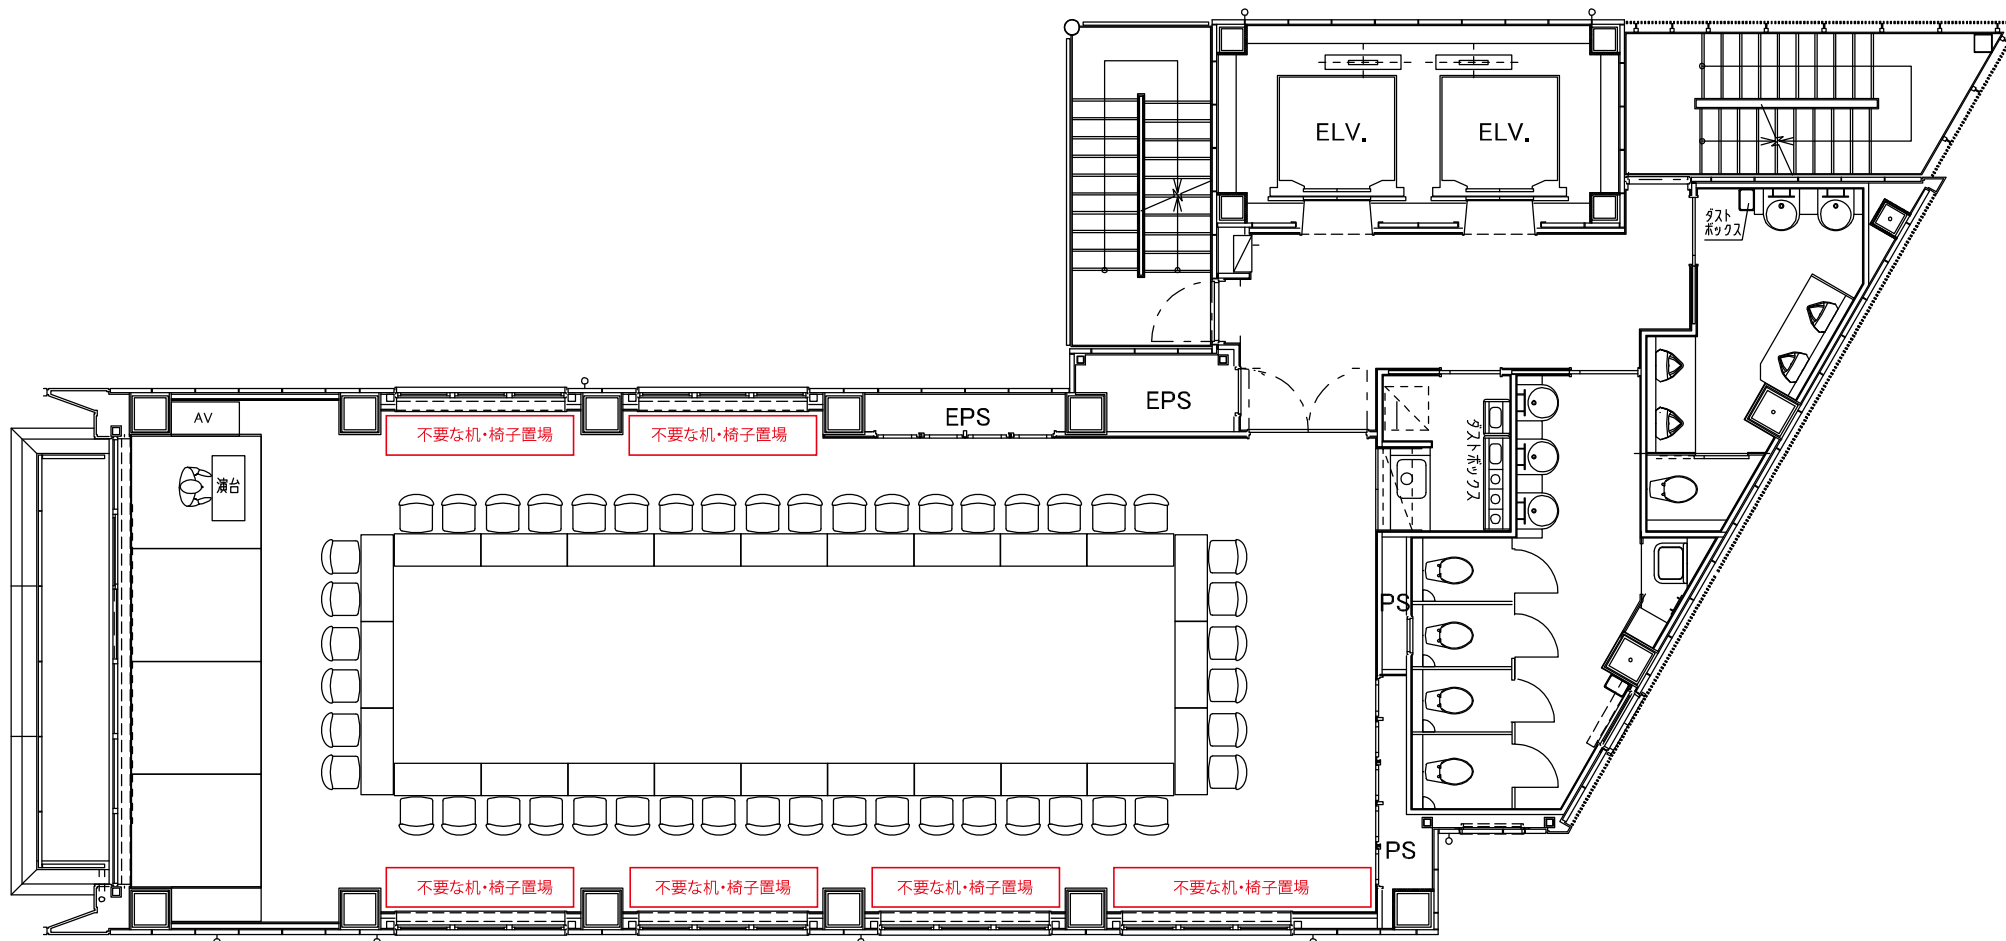 ELV.
ELV.
ダスト
ボックス
EPS
EPS
AV
不要な机・椅子置場
不要な机・椅子置場
演台
ダストボックス
PS
PS
不要な机・椅子置場
不要な机・椅子置場
不要な机・椅子置場
不要な机・椅子置場